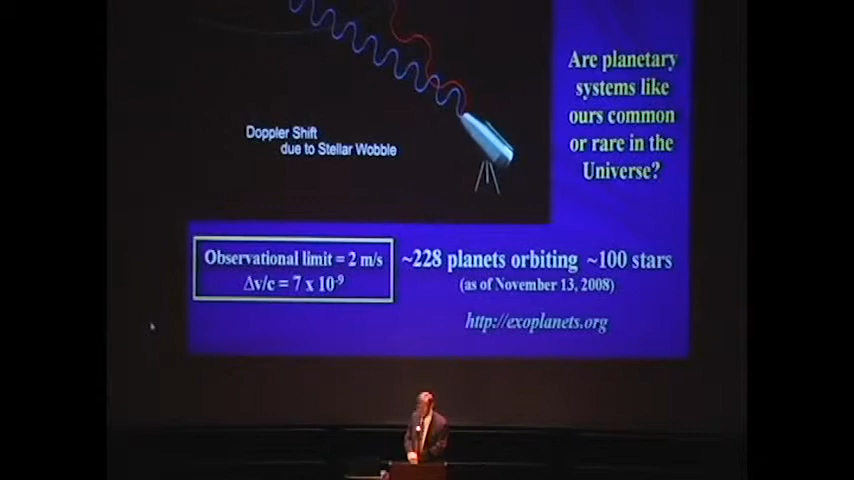 Are planetary
systems like
ours common
or rare in the
Universe?
Doppler Shift
due to Stellar Wobble
Observational limit = 2 m/s
Δv/c = 7 x 10⁻⁹
~228 planets orbiting ~100 stars
(as of November 13, 2008)
http://exoplanets.org